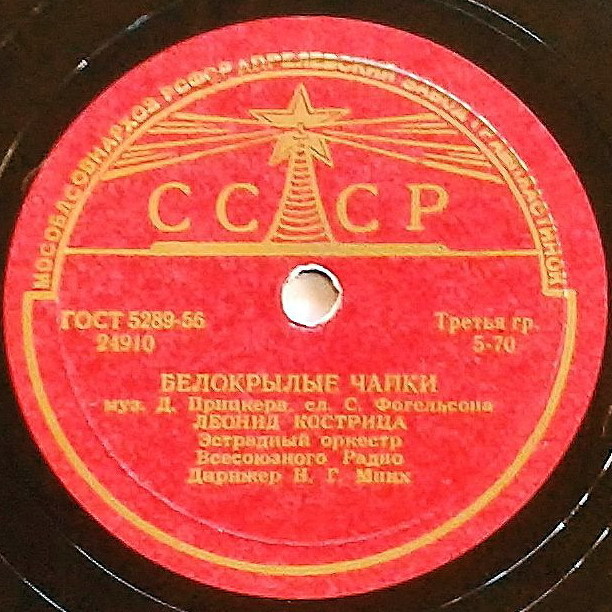 МОСОБЛСОВНАРХОЗ РСФСР АПРЕЛЕВСКИЙ ЗАВОД ГРАМПЛАСТИНОК
СССР
ГОСТ 5289-56
Третья гр.
24910
5-70
БЕЛОКРЫЛЫЕ ЧАЙКИ
муз. Д. Прицкера, сл. С. Фогельсона
ЛЕОНИД КОСТРИЦА
Эстрадный оркестр
Всесоюзного Радио
Дирижер Н. Г. Минх